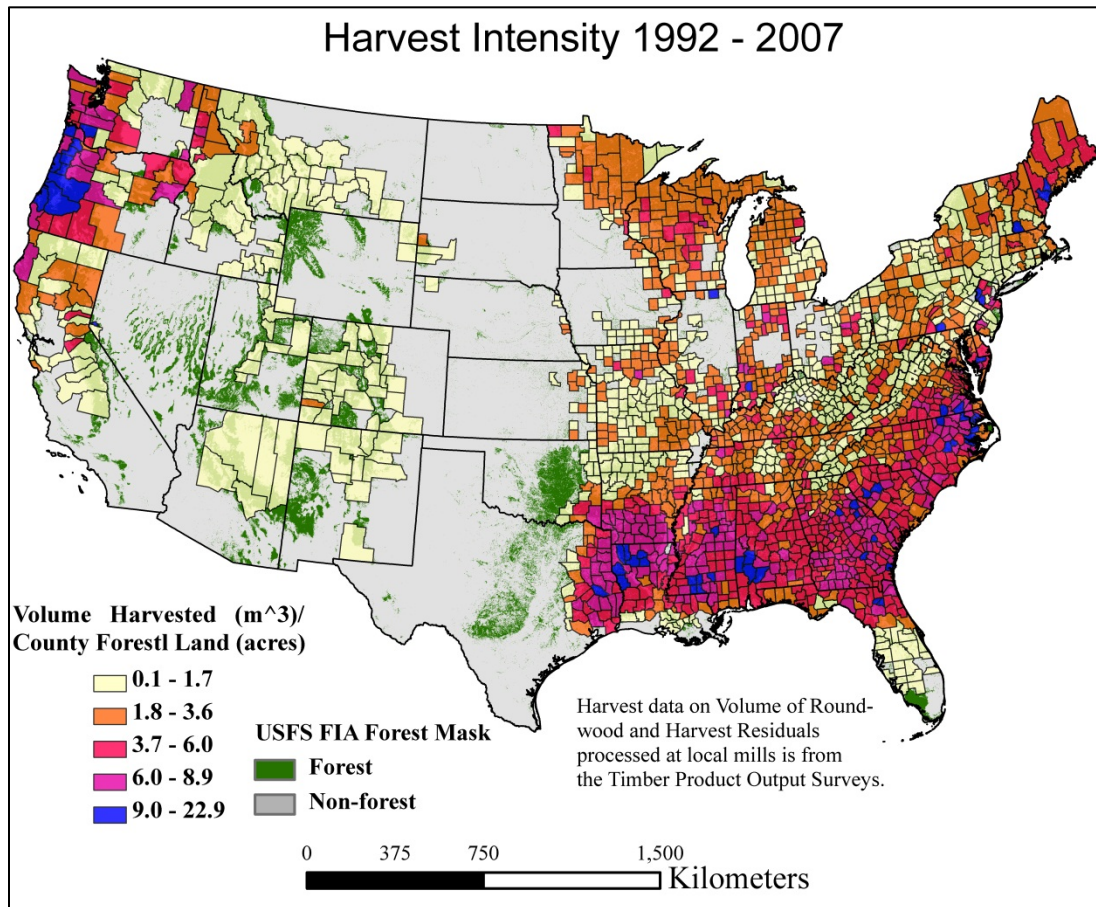 Harvest Intensity 1992 - 2007
Volume Harvested (m^3)/
County Forestl Land (acres)
0.1 - 1.7
1.8 - 3.6
3.7 - 6.0
6.0 - 8.9
9.0 - 22.9
USFS FIA Forest Mask
Forest
Non-forest
Harvest data on Volume of Round-
wood and Harvest Residuals
processed at local mills is from
the Timber Product Output Surveys.
0 375 750 1,500
Kilometers